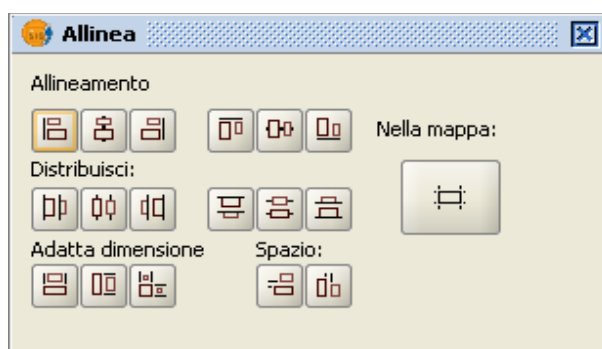 Allinea
Allineamento
Nella mappa:
Distribuisci:
Adatta dimensione
Spazio: